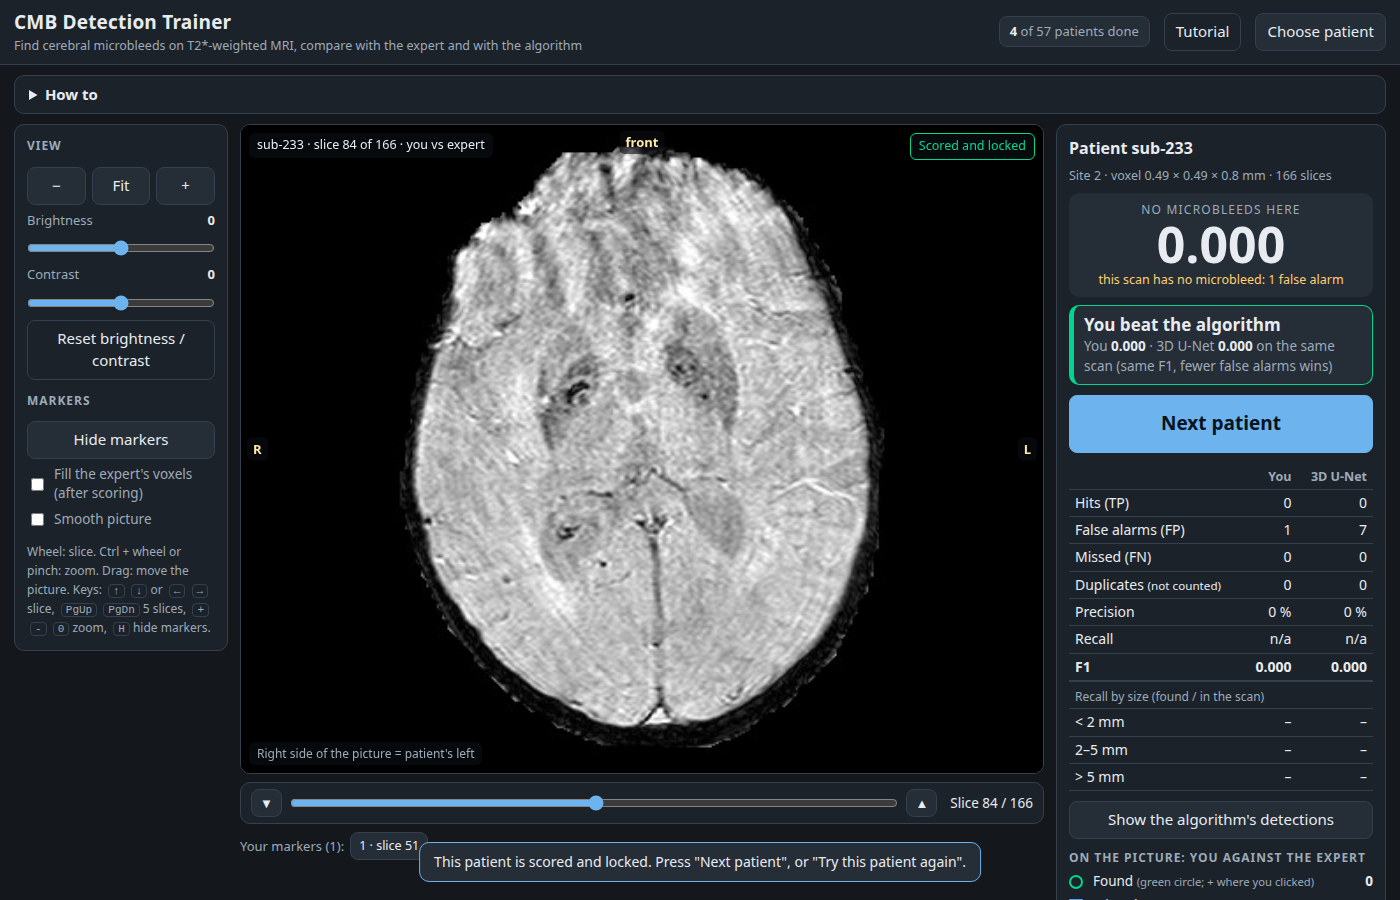 CMB Detection Trainer
Find cerebral microbleeds on T2*-weighted MRI, compare with the expert and with the algorithm
4 of 57 patients done
Tutorial
Choose patient
▶ How to
VIEW
−
Fit
+
Brightness
0
Contrast
0
Reset brightness /
contrast
MARKERS
Hide markers
Fill the expert's voxels
(after scoring)
Smooth picture
Wheel: slice. Ctrl + wheel or
pinch: zoom. Drag: move the
picture. Keys: ↑ ↓ or ← →
slice, PgUp PgDn 5 slices, +
- 0 zoom, H hide markers.
sub-233 · slice 84 of 166 · you vs expert
front
Scored and locked
R
L
Right side of the picture = patient's left
▼
▲
Slice 84 / 166
Your markers (1):
1 · slice 51
This patient is scored and locked. Press "Next patient", or "Try this patient again".
Patient sub-233
Site 2 · voxel 0.49 × 0.49 × 0.8 mm · 166 slices
NO MICROBLEEDS HERE
0.000
this scan has no microbleed: 1 false alarm
You beat the algorithm
You 0.000 · 3D U-Net 0.000 on the same
scan (same F1, fewer false alarms wins)
Next patient
You 3D U-Net
Hits (TP) 0 0
False alarms (FP) 1 7
Missed (FN) 0 0
Duplicates (not counted) 0 0
Precision 0 % 0 %
Recall n/a n/a
F1 0.000 0.000
Recall by size (found / in the scan)
< 2 mm – –
2–5 mm – –
> 5 mm – –
Show the algorithm's detections
ON THE PICTURE: YOU AGAINST THE EXPERT
Found (green circle; + where you clicked) 0